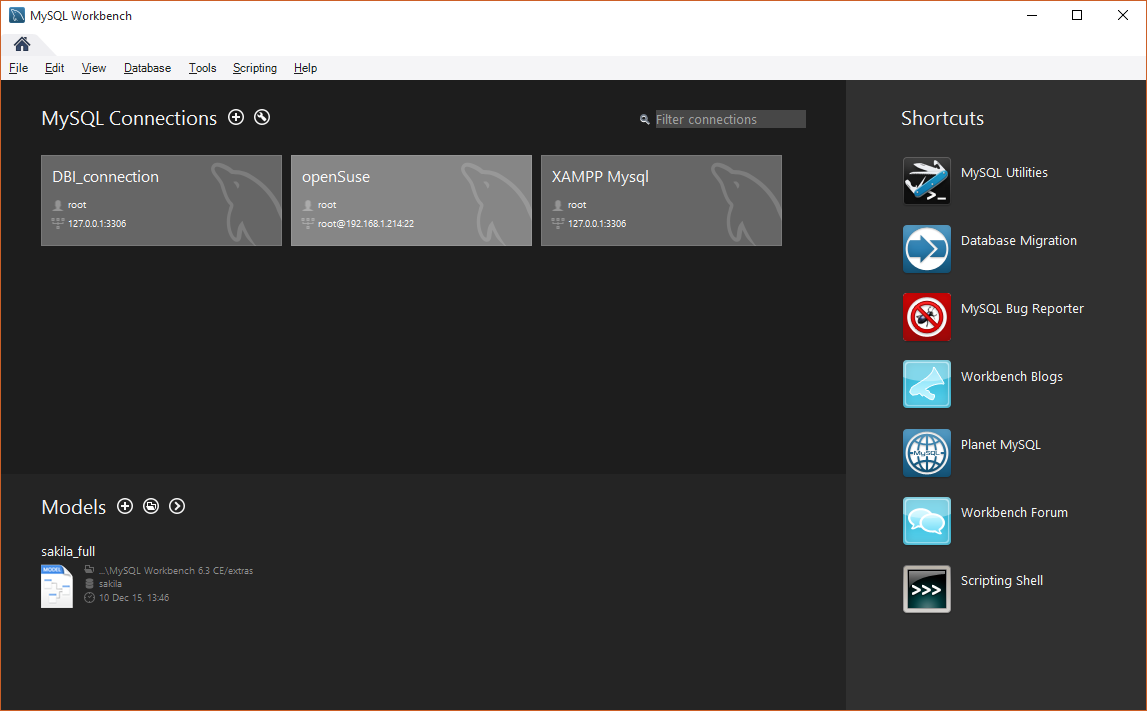 MySQL Workbench
File Edit View Database Tools Scripting Help
MySQL Connections
Filter connections
DBI_connection
root
127.0.0.1:3306
openSuse
root
root@192.168.1.214:22
XAMPP Mysql
root
127.0.0.1:3306
Models
sakila_full
MODEL
...\MySQL Workbench 6.3 CE/extras
sakila
10 Dec 15, 13:46
Shortcuts
MySQL Utilities
Database Migration
MySQL Bug Reporter
Workbench Blogs
MySQL
Planet MySQL
Workbench Forum
>>>
Scripting Shell